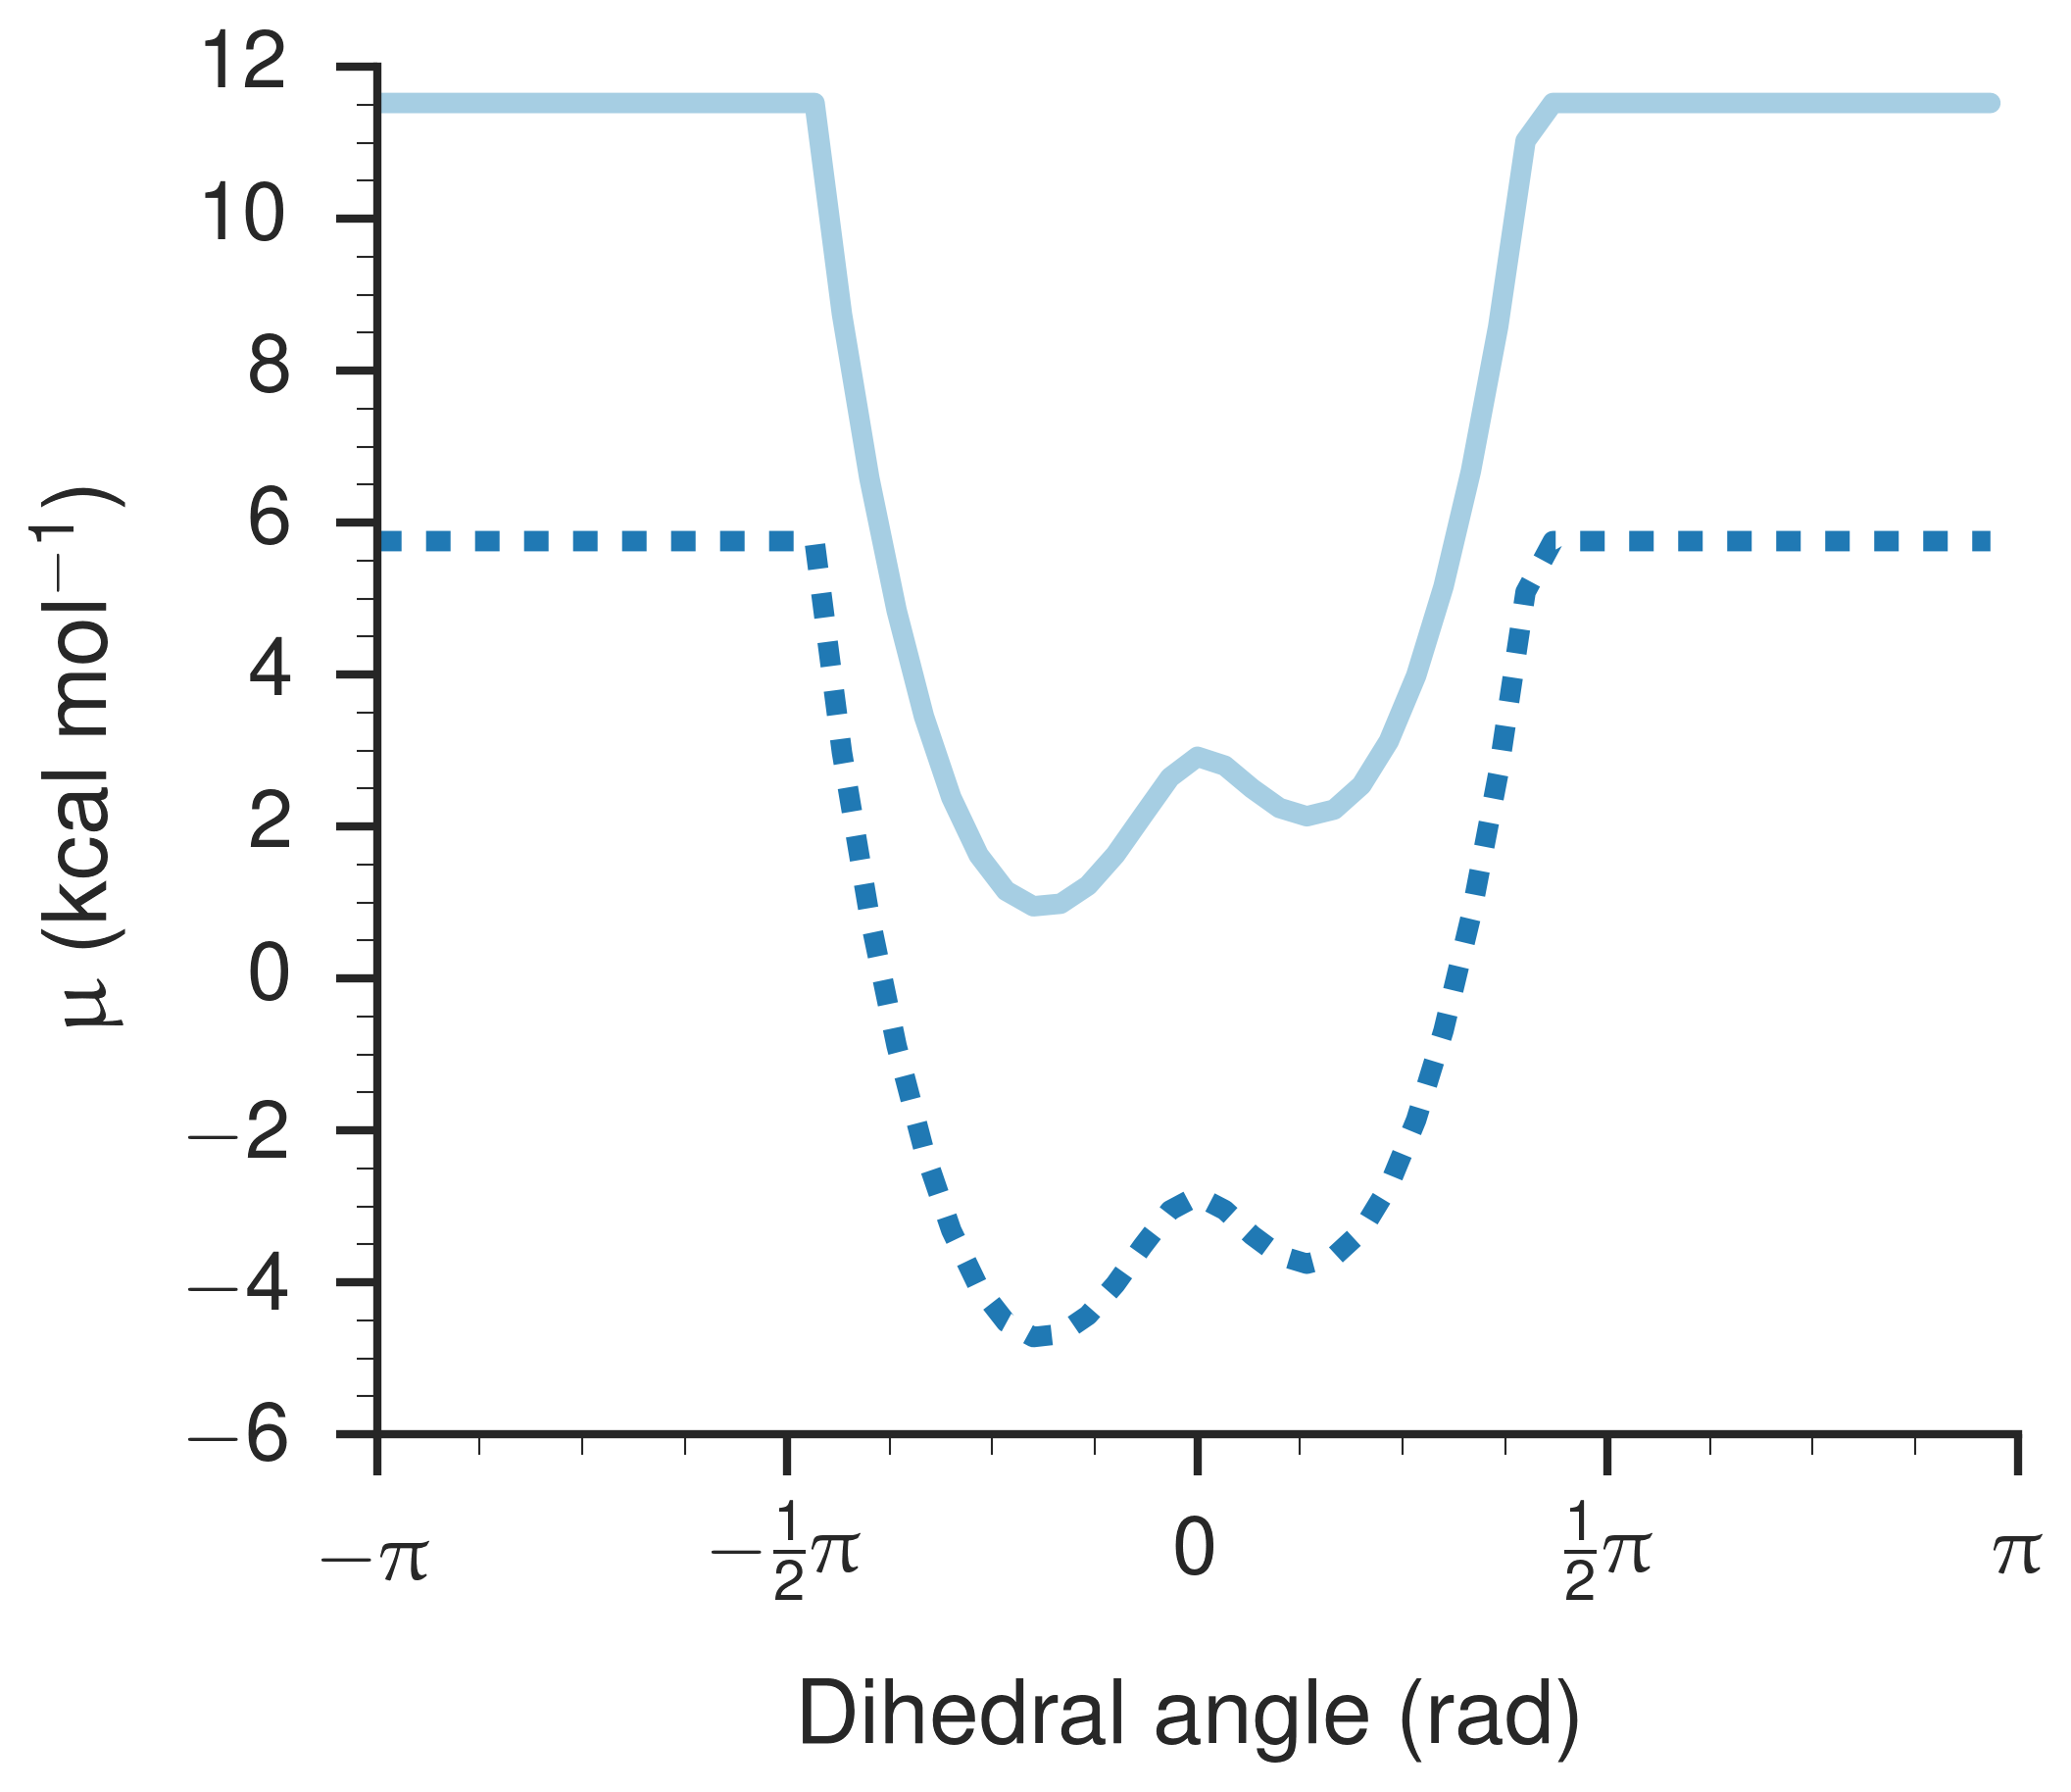 μ (kcal mol⁻¹)
12
10
8
6
4
2
0
−2
−4
−6
−π
−½π
0
½π
π
Dihedral angle (rad)